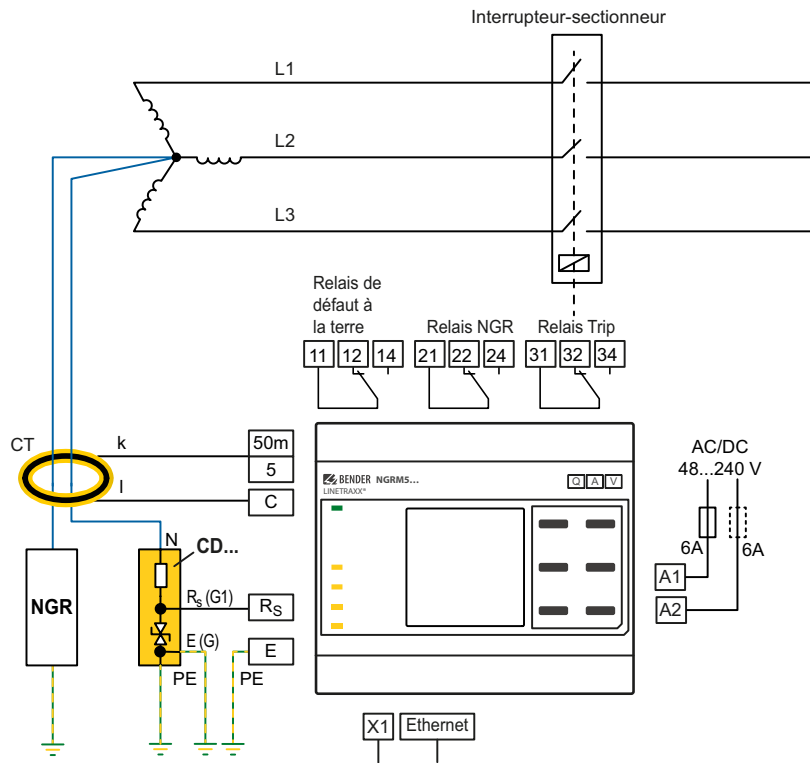 Interrupteur-sectionneur
L1
L2
L3
Relais de
défaut à
la terre
Relais NGR
Relais Trip
11 12 14
21 22 24
31 32 34
CT
k
l
50m
5
C
BENDER NGRM5...
LINETRAXX®
Q A V
AC/DC
48...240 V
6A
6A
A1
A2
N
CD...
NGR
Rs (G1)
Rs
E (G)
E
PE
PE
X1
Ethernet